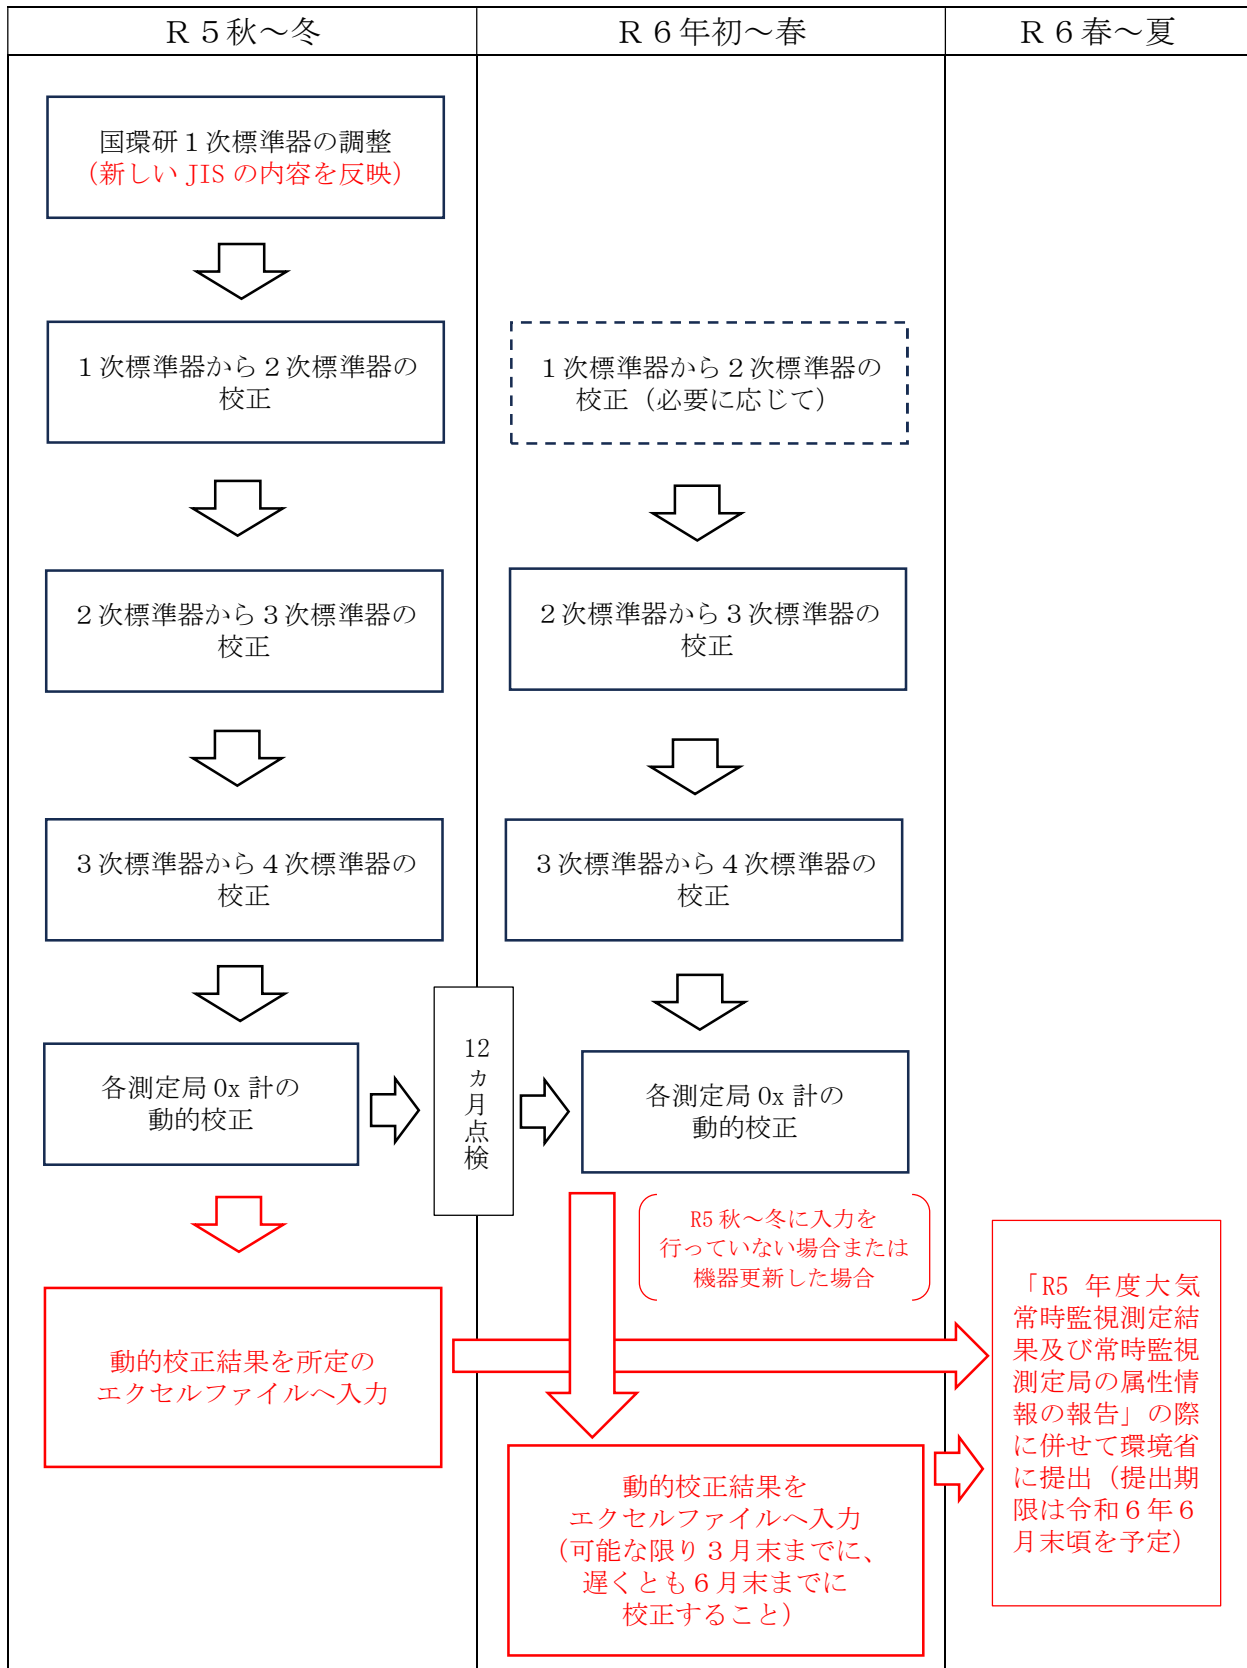 R５秋～冬
R６年初～春
R６春～夏
国環研１次標準器の調整
（新しい JIS の内容を反映）
１次標準器から２次標準器の
校正
２次標準器から３次標準器の
校正
３次標準器から４次標準器の
校正
各測定局 Ox 計の
動的校正
動的校正結果を所定の
エクセルファイルへ入力
12
ヵ
月
点
検
１次標準器から２次標準器の
校正（必要に応じて）
２次標準器から３次標準器の
校正
３次標準器から４次標準器の
校正
各測定局 Ox 計の
動的校正
R5 秋～冬に入力を
行っていない場合または
機器更新した場合
動的校正結果を
エクセルファイルへ入力
（可能な限り３月末までに、
遅くとも６月末までに
校正すること）
「R5 年度大気
常時監視測定結
果及び常時監視
測定局の属性情
報の報告」の際
に併せて環境省
に提出（提出期
限は令和６年６
月末頃を予定）